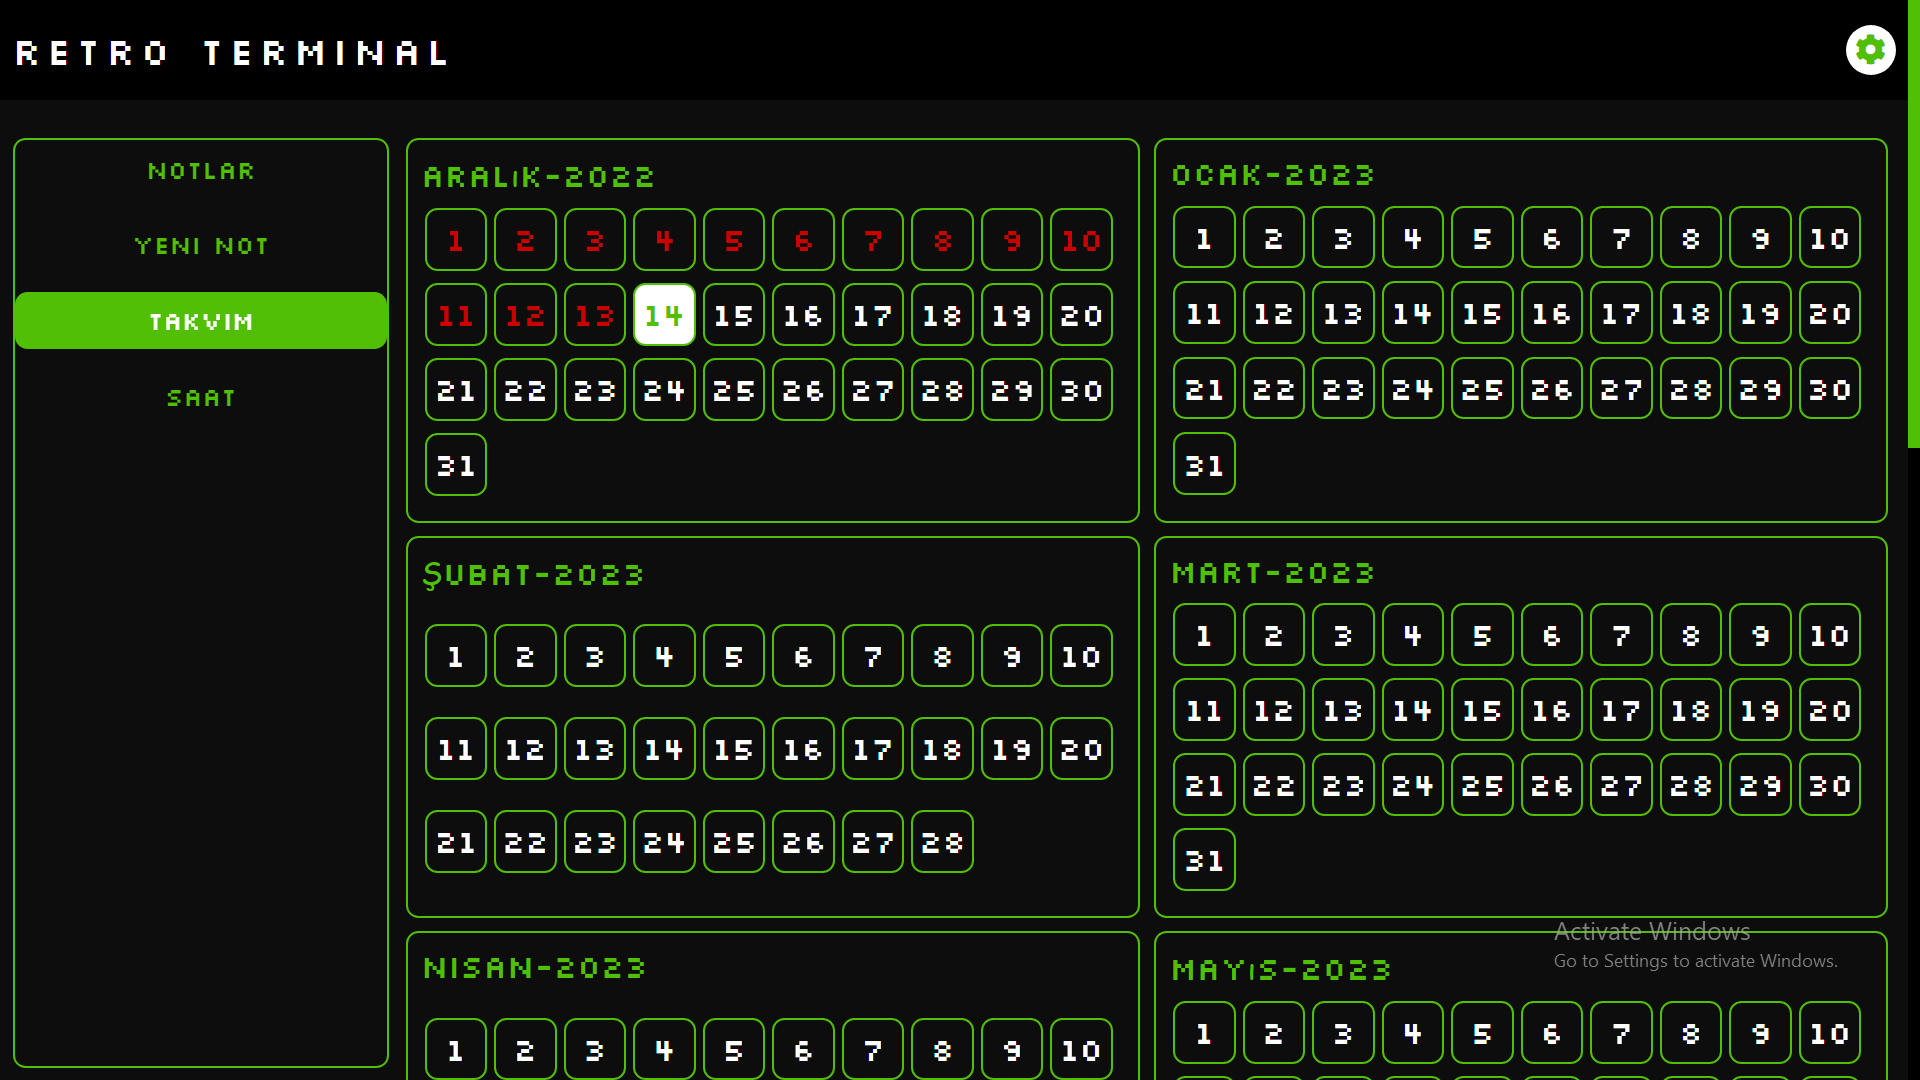 RETRO TERMINAL
NOTLAR
YENI NOT
TAKVIM
SAAT
ARALıK-2022
1 2 3 4 5 6 7 8 9 10
11 12 13 14 15 16 17 18 19 20
21 22 23 24 25 26 27 28 29 30
31
OCAK-2023
1 2 3 4 5 6 7 8 9 10
11 12 13 14 15 16 17 18 19 20
21 22 23 24 25 26 27 28 29 30
31
ŞUBAT-2023
1 2 3 4 5 6 7 8 9 10
11 12 13 14 15 16 17 18 19 20
21 22 23 24 25 26 27 28
MART-2023
1 2 3 4 5 6 7 8 9 10
11 12 13 14 15 16 17 18 19 20
21 22 23 24 25 26 27 28 29 30
31
NISAN-2023
1 2 3 4 5 6 7 8 9 10
MAYıS-2023
1 2 3 4 5 6 7 8 9 10
Activate Windows
Go to Settings to activate Windows.